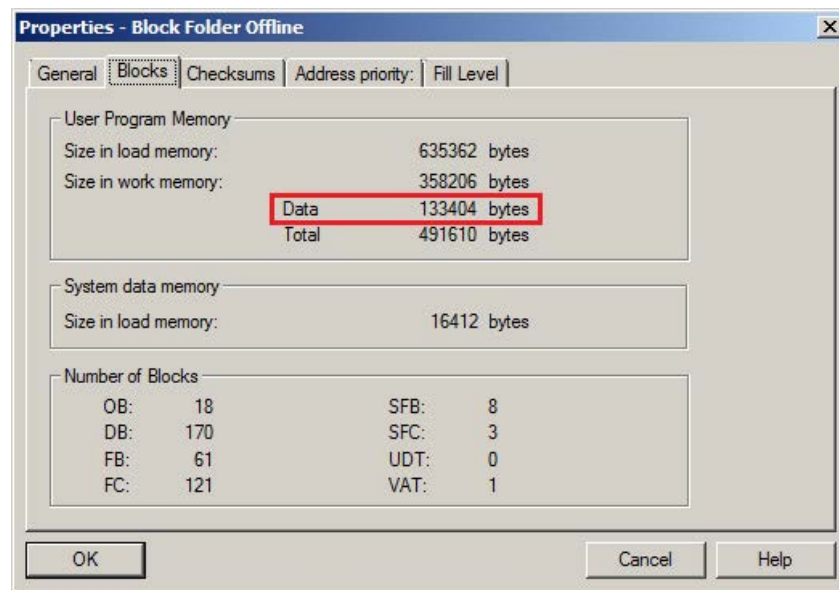 Properties - Block Folder Offline
General Blocks Checksums Address priority: Fill Level
User Program Memory
Size in load memory: 635362 bytes
Size in work memory: 358206 bytes
Data 133404 bytes
Total 491610 bytes
System data memory
Size in load memory: 16412 bytes
Number of Blocks
OB: 18 SFB: 8
DB: 170 SFC: 3
FB: 61 UDT: 0
FC: 121 VAT: 1
OK Cancel Help